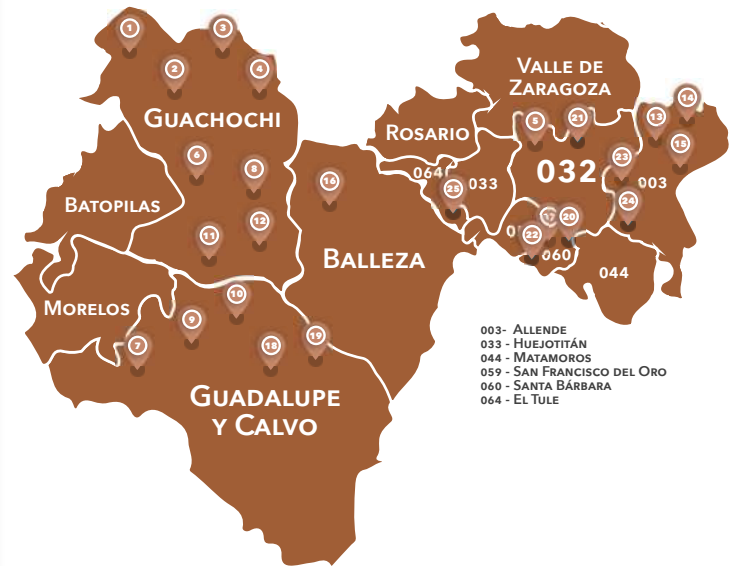 1
3
2
4
14
VALLE DE
ZARAGOZA
GUACHOCHI
5
21
13
ROSARIO
15
6
8
16
064
033
032
23
003
25
BATOPILAS
24
12
20
11
22
060
BALLEZA
044
MORELOS
10
9
7
18
19
003- ALLENDE
033 - HUEJOTITÁN
044 - MATAMOROS
059 - SAN FRANCISCO DEL ORO
060 - SANTA BÁRBARA
064 - EL TULE
GUADALUPE
Y CALVO